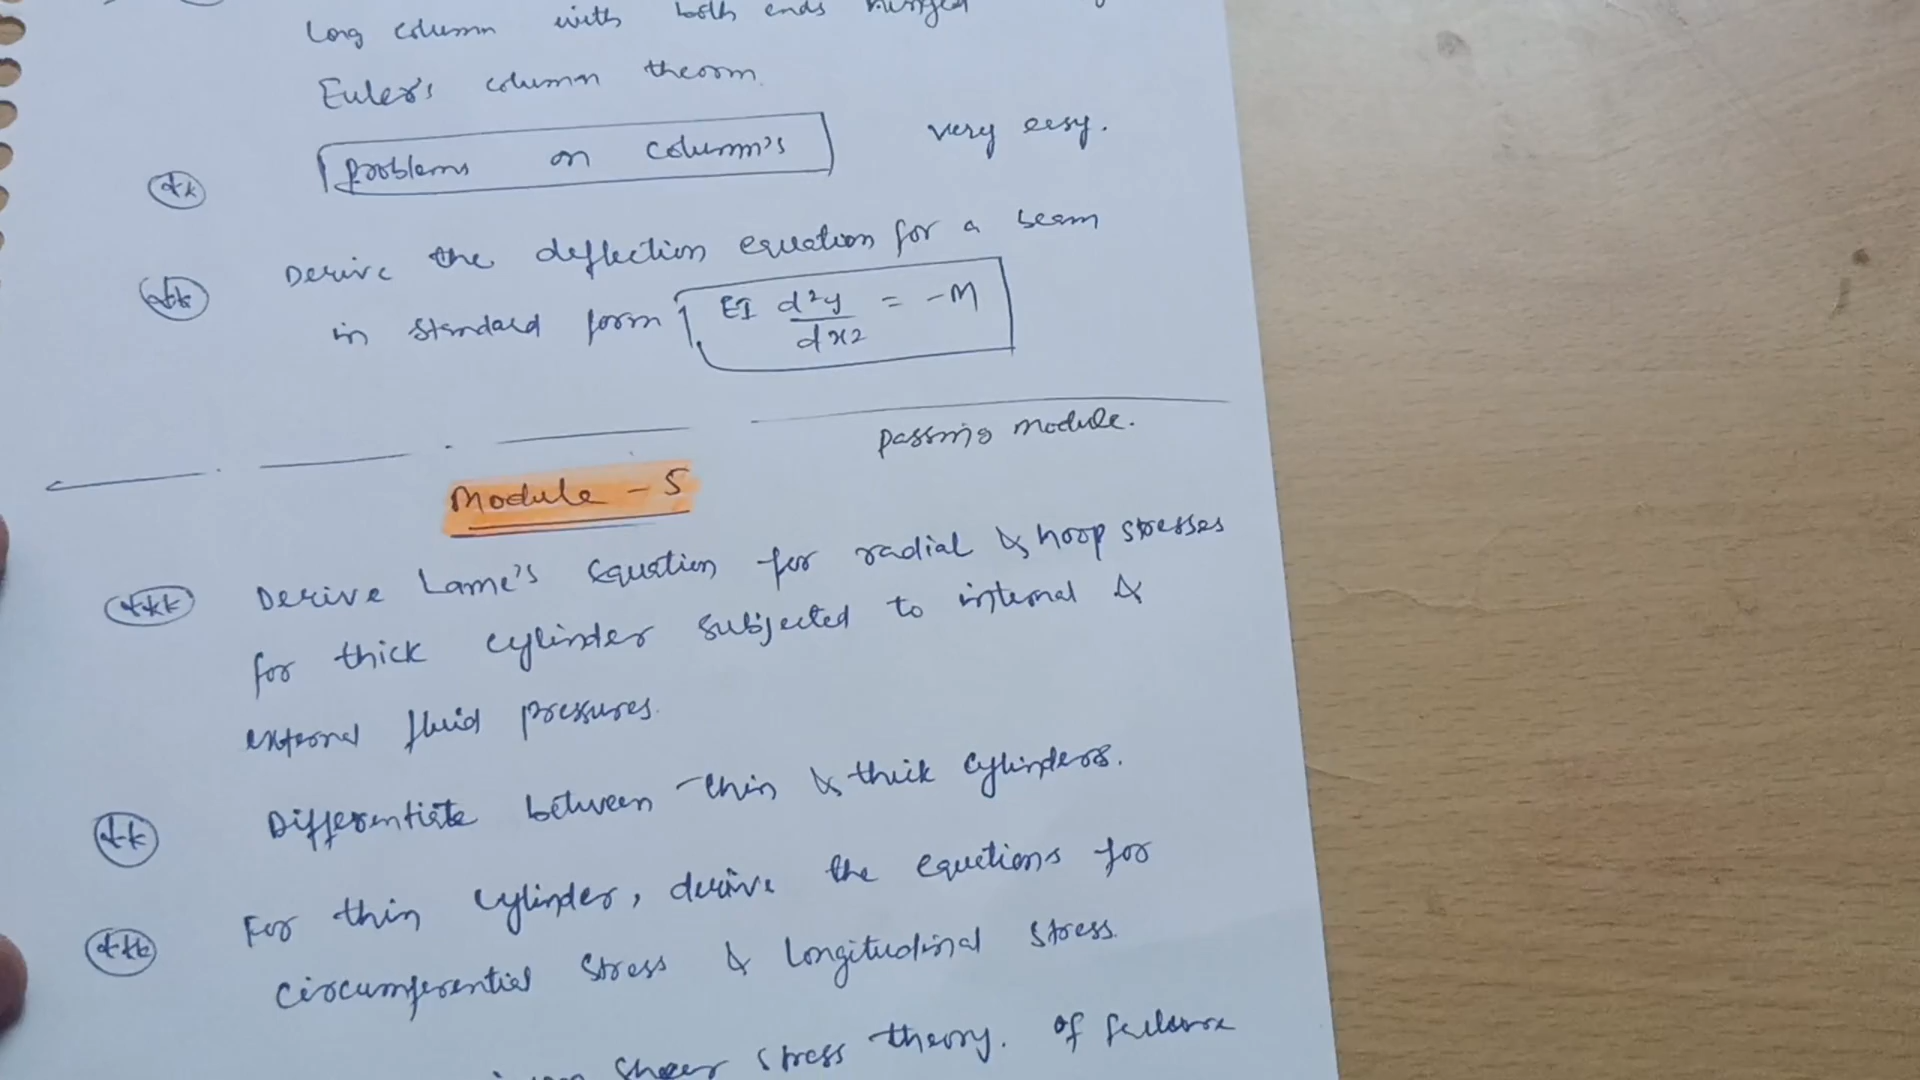 long column with both ends hinged
Euler's column theorm
problems on column's very eesy.
** Derive the deflection equation for a beam
in standard form EI d²y/dx2 = -M
passing module.
Module - 5
*** Derive Lame's Equation for radial & hoop stresses
for thick cylinder subjected to internal &
external fluid pressures.
** Differentiate between thin & thick cylinders.
*** For thin cylinder, derive the equations for
circumferential stress & longitudinal stress.
shear stress theory. of failure